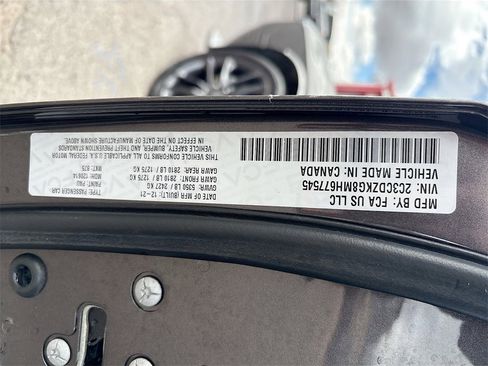 MFD BY: FCA US LLC
VIN: 2C3CDZKG9MH675545
VEHICLE MADE IN: CANADA
DATE OF MFR (BUILT): 12-21
GVWR: 5350 LB 2427 KG
GAWR FRONT: 2810 LB 1275 KG
GAWR REAR: 2810 LB 1275 KG
THIS VEHICLE CONFORMS TO ALL APPLICABLE U.S.A. FEDERAL MOTOR
VEHICLE SAFETY, BUMPER, AND THEFT PREVENTION STANDARDS
IN EFFECT ON THE DATE OF MANUFACTURE SHOWN ABOVE.
TYPE: PASSENGER CAR
PAINT: PAU
MDH: 120614